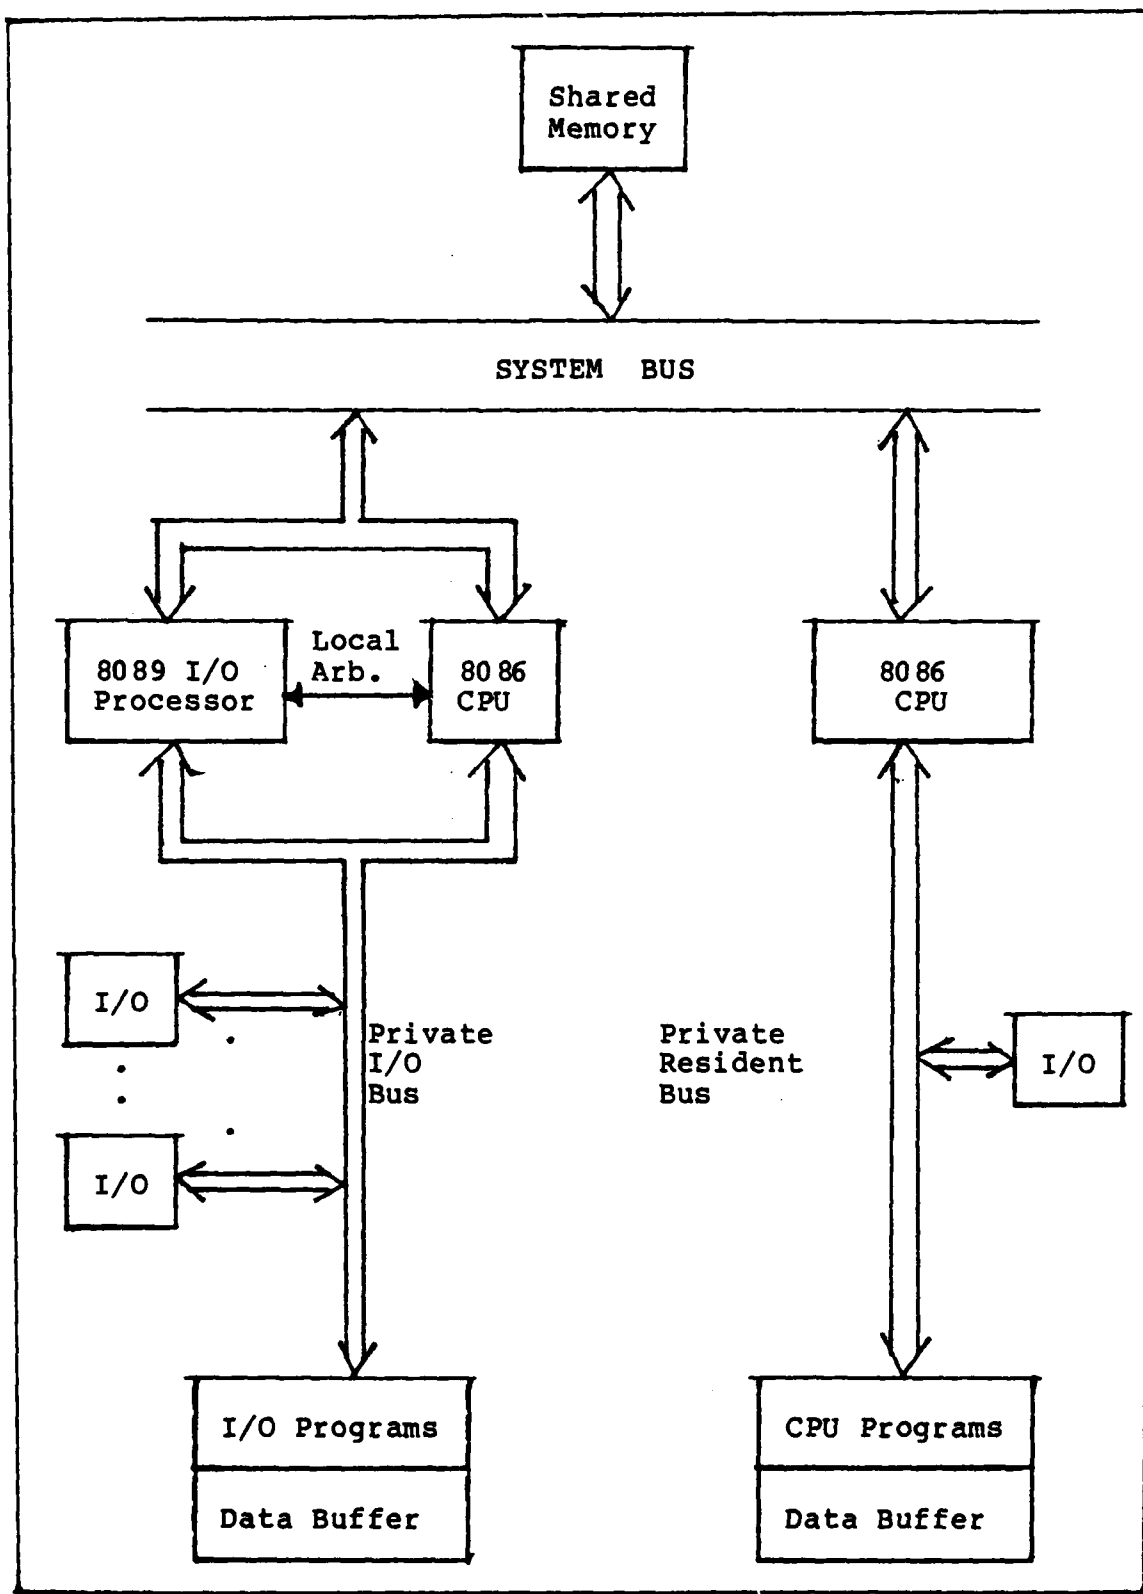 Shared
Memory
SYSTEM BUS
8089 I/O
Processor
Local
Arb.
8086
CPU
8086
CPU
I/O
I/O
Private
I/O
Bus
Private
Resident
Bus
I/O
I/O Programs
Data Buffer
CPU Programs
Data Buffer